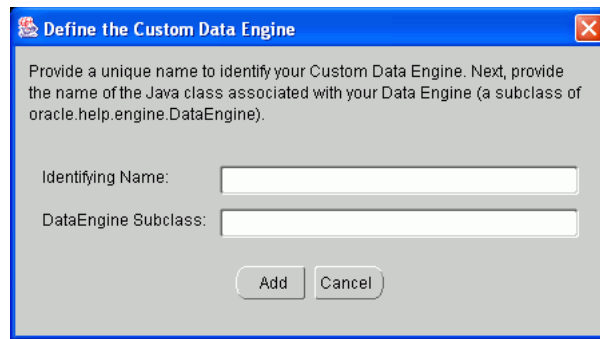 Define the Custom Data Engine
Provide a unique name to identify your Custom Data Engine. Next, provide
the name of the Java class associated with your Data Engine (a subclass of
oracle.help.engine.DataEngine).
Identifying Name:
DataEngine Subclass:
Add Cancel